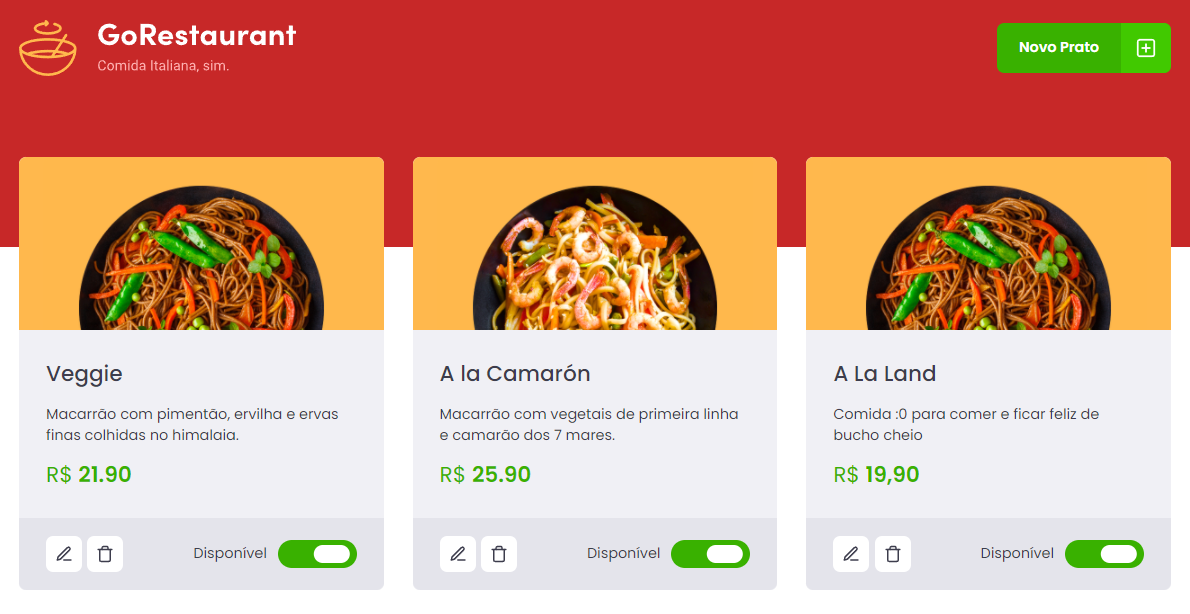 GoRestaurant
Comida Italiana, sim.
Novo Prato
Veggie
Macarrão com pimentão, ervilha e ervas
finas colhidas no himalaia.
R$ 21.90
Disponível
A la Camarón
Macarrão com vegetais de primeira linha
e camarão dos 7 mares.
R$ 25.90
Disponível
A La Land
Comida :0 para comer e ficar feliz de
bucho cheio
R$ 19,90
Disponível